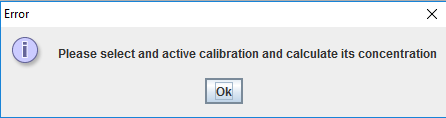 Error
Please select and active calibration and calculate its concentration
Ok